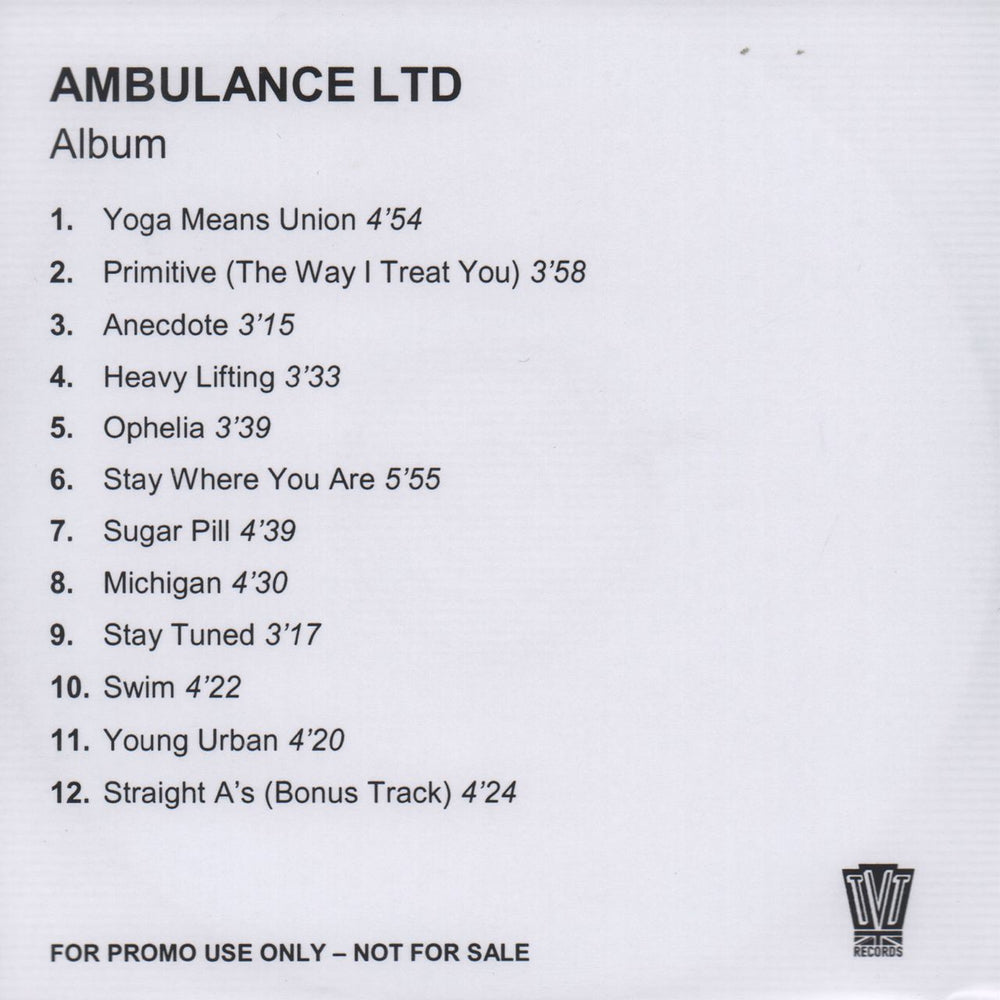 AMBULANCE LTD
Album
1. Yoga Means Union 4’54
2. Primitive (The Way I Treat You) 3’58
3. Anecdote 3’15
4. Heavy Lifting 3’33
5. Ophelia 3’39
6. Stay Where You Are 5’55
7. Sugar Pill 4’39
8. Michigan 4’30
9. Stay Tuned 3’17
10. Swim 4’22
11. Young Urban 4’20
12. Straight A’s (Bonus Track) 4’24
TVT
RECORDS
FOR PROMO USE ONLY – NOT FOR SALE